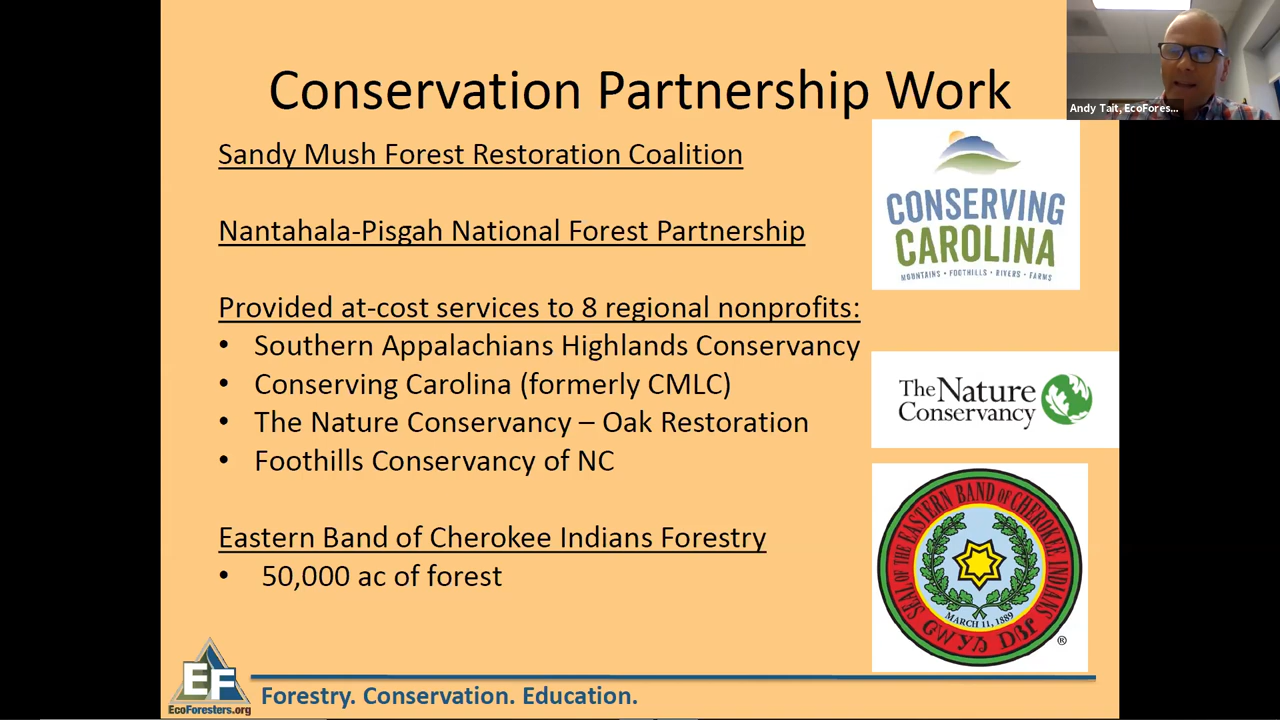 Conservation Partnership Work
Andy Tait, EcoFores...
Sandy Mush Forest Restoration Coalition
Nantahala-Pisgah National Forest Partnership
Provided at-cost services to 8 regional nonprofits:
• Southern Appalachians Highlands Conservancy
• Conserving Carolina (formerly CMLC)
• The Nature Conservancy – Oak Restoration
• Foothills Conservancy of NC
Eastern Band of Cherokee Indians Forestry
• 50,000 ac of forest
CONSERVING
CAROLINA
MOUNTAINS • FOOTHILLS • RIVERS • FARMS
The Nature
Conservancy
SEAL OF THE EASTERN BAND OF CHEROKEE INDIANS
MARCH 11, 1889
ᏣᎳᎩᏱ ᎠᏰᎵ
®
EF
EcoForesters.org
Forestry. Conservation. Education.